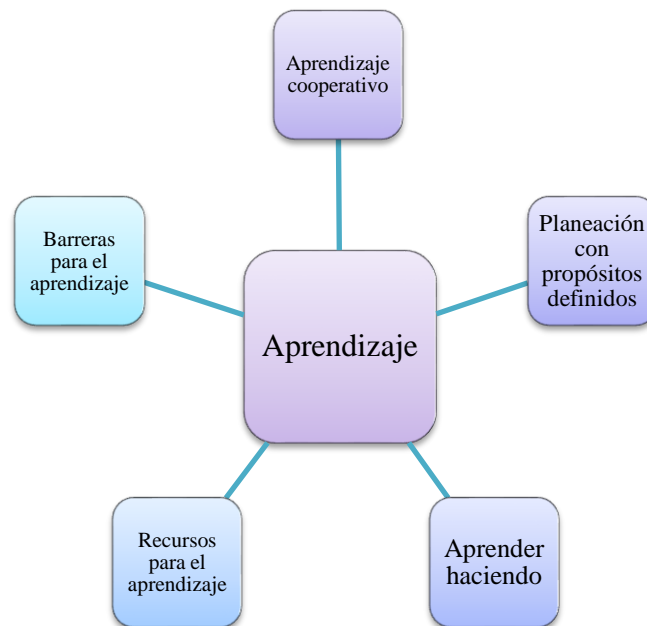 Aprendizaje
cooperativo
Planeación
con
propósitos
definidos
Barreras
para el
aprendizaje
Aprendizaje
Aprender
haciendo
Recursos
para el
aprendizaje